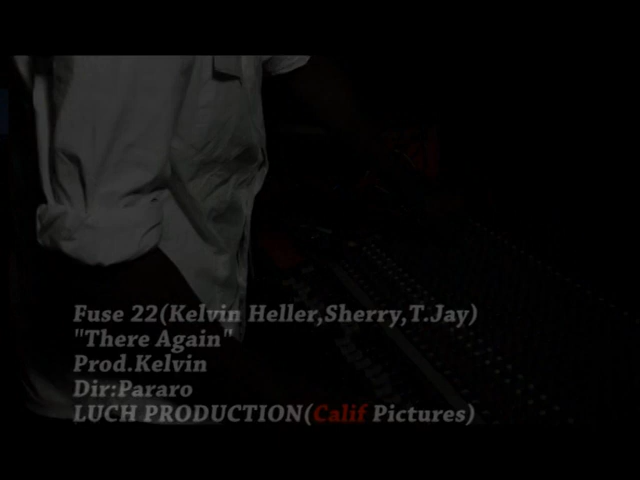 Fuse 22(Kelvin Heller,Sherry,T.Jay)
"There Again"
Prod.Kelvin
Dir:Pararo
LUCH PRODUCTION(Calif Pictures)